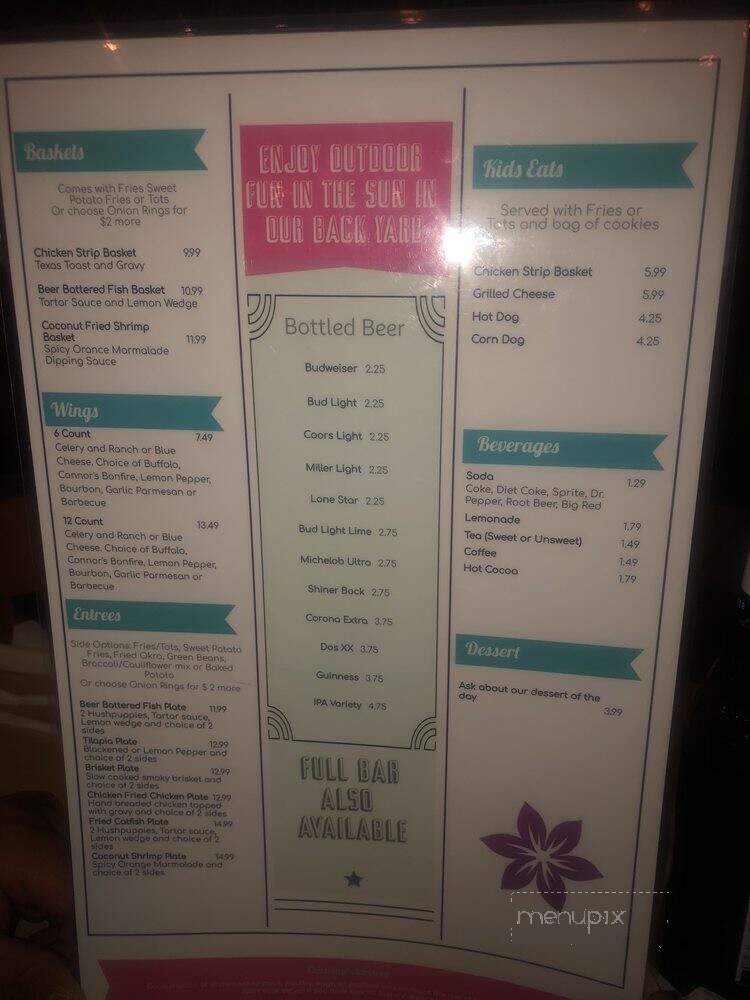 Baskets
Comes with Fries Sweet
Potato Fries or Tots
Or choose Onion Rings for
$2 more
Chicken Strip Basket 9.99
Texas Toast and Gravy
Beer Battered Fish Basket 10.99
Tartar Sauce and Lemon Wedge
Coconut Fried Shrimp
Basket 11.99
Spicy Orance Marmalade
Dipping Sauce
Wings
6 Count 7.49
Celery and Ranch or Blue
Cheese. Choice of Buffalo,
Connor's Bonfire, Lemon Pepper,
Bourbon, Garlic Parmesan or
Barbecue
12 Count 13.49
Celery and Ranch or Blue
Cheese. Choice of Buffalo,
Connor's Bonfire, Lemon Pepper,
Bourbon, Garlic Parmesan or
Barbecue
Entrees
Side Options: Fries/Tots, Sweet Potato
Fries, Fried Okra, Green Beans,
Broccoli/Cauliflower mix or Baked
Potato
Or choose Onion Rings for $ 2 more
Beer Battered Fish Plate 11.99
2 Hushpuppies, Tartar sauce,
Lemon wedge and choice of 2
sides
Tilapia Plate 12.99
Blackened or Lemon Pepper and
choice of 2 sides
Brisket Plate 12.99
Slow cooked smoky brisket and
choice of 2 sides
Chicken Fried Chicken Plate 12.99
Hand breaded chicken topped
with gravy and choice of 2 sides
Fried Catfish Plate 14.99
2 Hushpuppies, Tartar sauce,
Lemon wedge and choice of 2
sides
Coconut Shrimp Plate 14.99
Spicy Orange Marmalade and
choice of 2 sides
ENJOY OUTDOOR
FUN IN THE SUN IN
OUR BACK YARD
Bottled Beer
Budweiser 2.25
Bud Light 2.25
Coors Light 2.25
Miller Light 2.25
Lone Star 2.25
Bud Light Lime 2.75
Michelob Ultra 2.75
Shiner Bock 2.75
Corona Extra 3.75
Dos XX 3.75
Guinness 3.75
IPA Variety 4.75
FULL BAR
ALSO
AVAILABLE
Kids Eats
Served with Fries or
Tots and bag of cookies
Chicken Strip Basket 5.99
Grilled Cheese 5.99
Hot Dog 4.25
Corn Dog 4.25
Beverages
Soda 1.29
Coke, Diet Coke, Sprite, Dr.
Pepper, Root Beer, Big Red
Lemonade 1.79
Tea (Sweet or Unsweet) 1.49
Coffee 1.49
Hot Cocoa 1.79
Dessert
Ask about our dessert of the
day 3.99
menupix